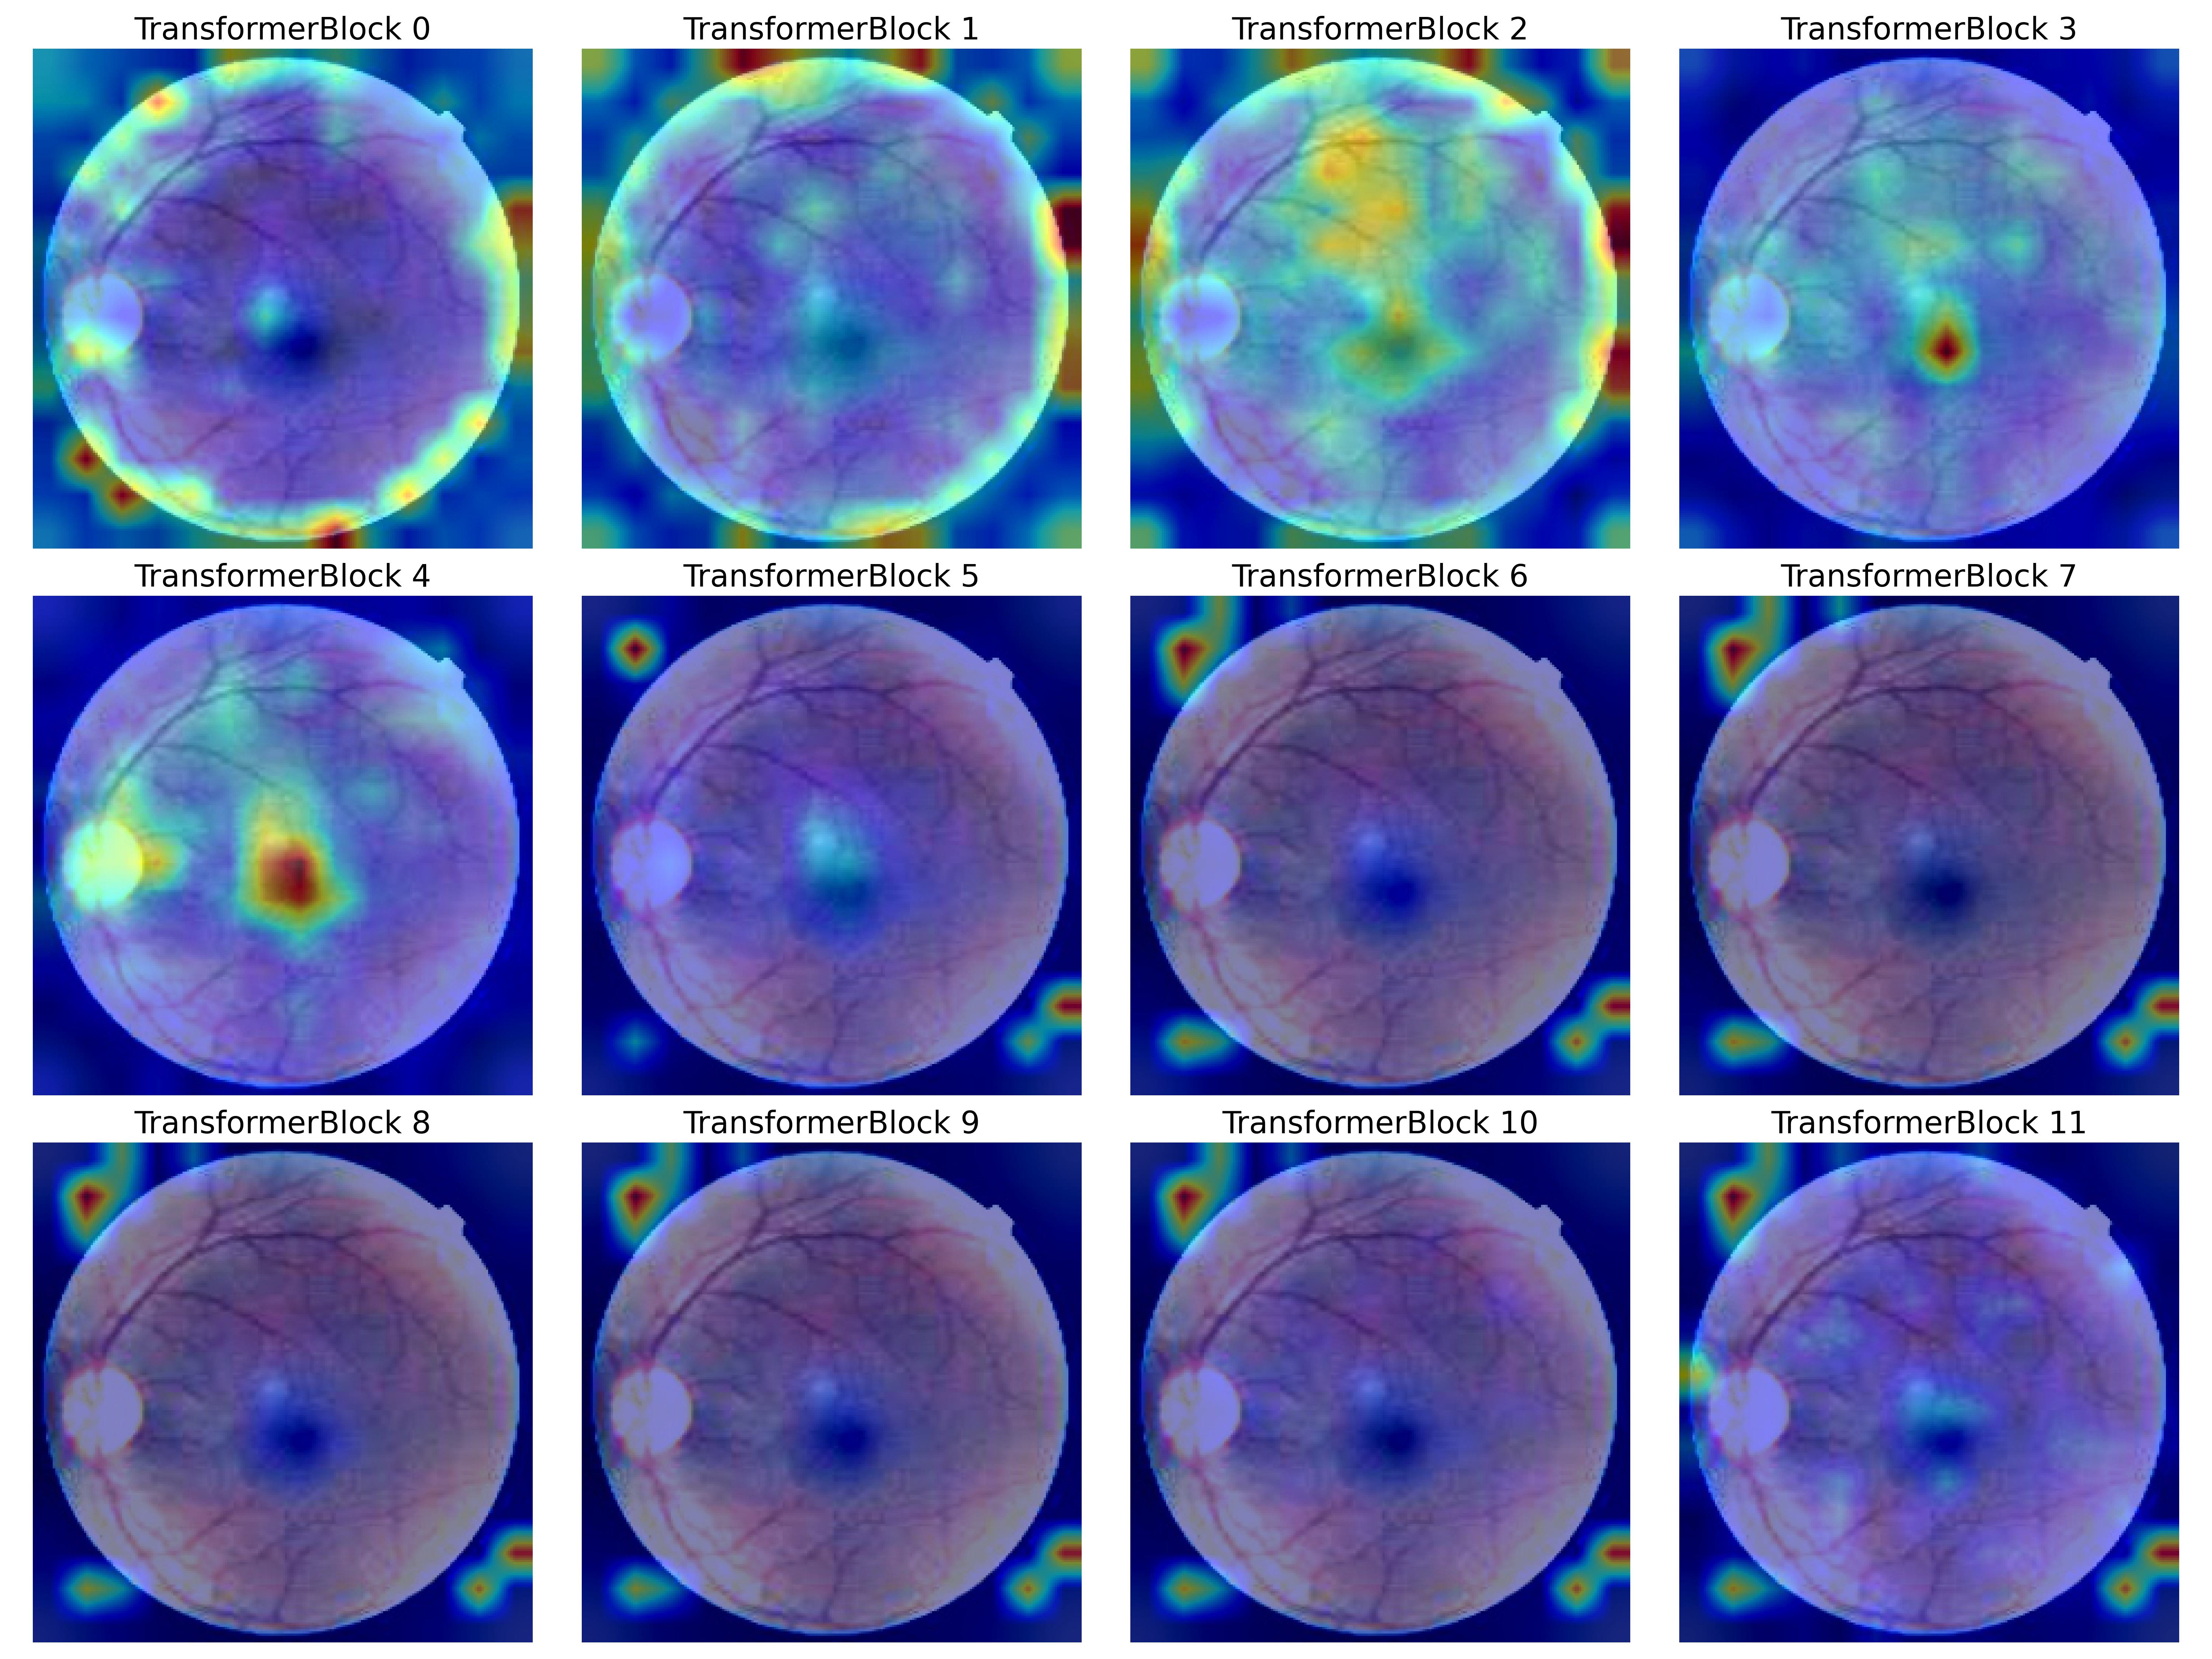 TransformerBlock 0
TransformerBlock 1
TransformerBlock 2
TransformerBlock 3
TransformerBlock 4
TransformerBlock 5
TransformerBlock 6
TransformerBlock 7
TransformerBlock 8
TransformerBlock 9
TransformerBlock 10
TransformerBlock 11